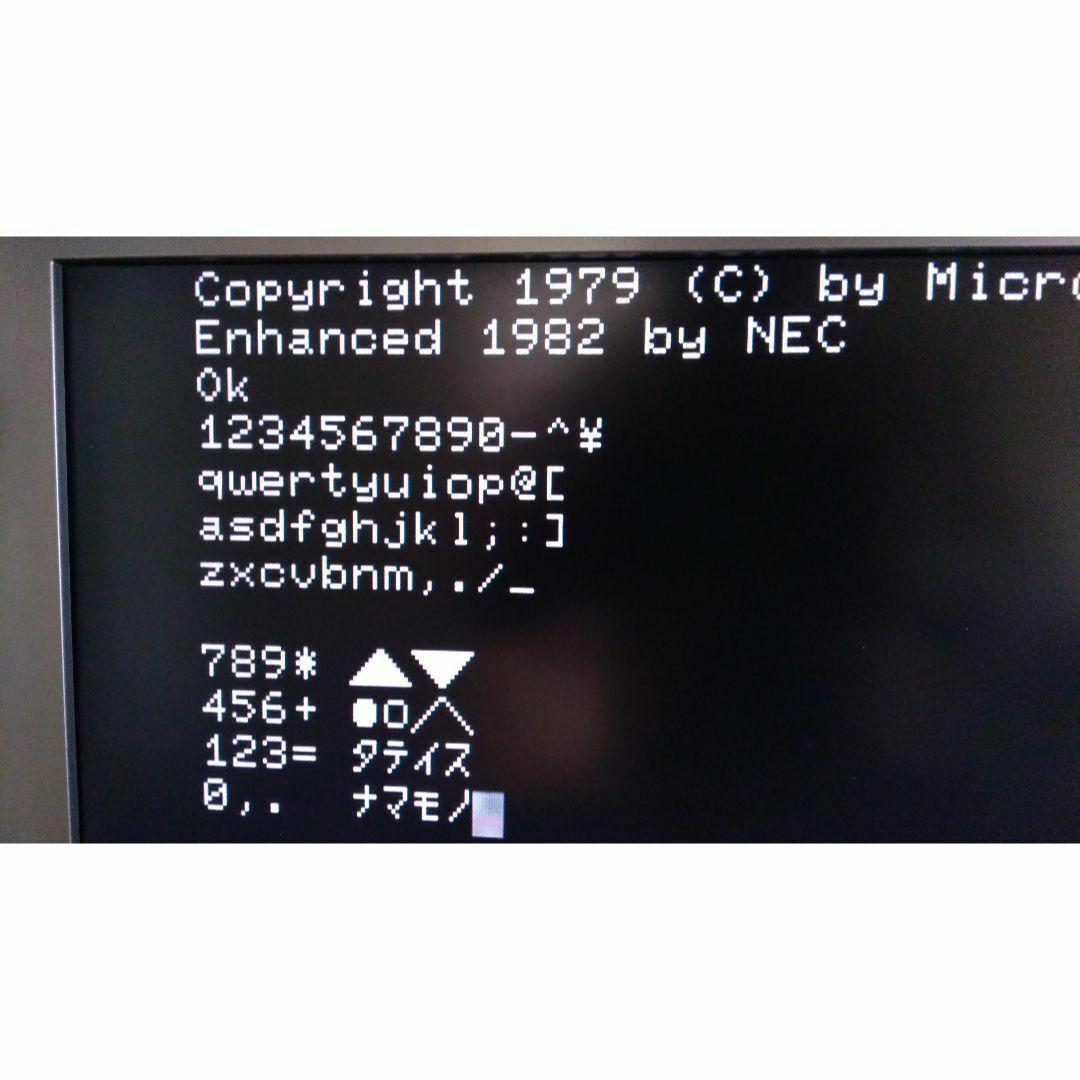 Copyright 1979 (C) by Micro
Enhanced 1982 by NEC
Ok
1234567890-^¥
qwertyuiop@[
asdfghjkl;:]
zxcvbnm,./_
789* ◢◣◥◤
456+ ●○╱╲
123= タテイス
0,. ナマモノ